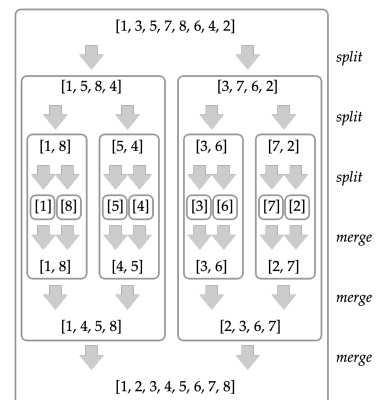 [1, 3, 5, 7, 8, 6, 4, 2]
split
[1, 5, 8, 4] [3, 7, 6, 2]
split
[1, 8] [5, 4] [3, 6] [7, 2]
split
[1] [8] [5] [4] [3] [6] [7] [2]
merge
[1, 8] [4, 5] [3, 6] [2, 7]
merge
[1, 4, 5, 8] [2, 3, 6, 7]
merge
[1, 2, 3, 4, 5, 6, 7, 8]